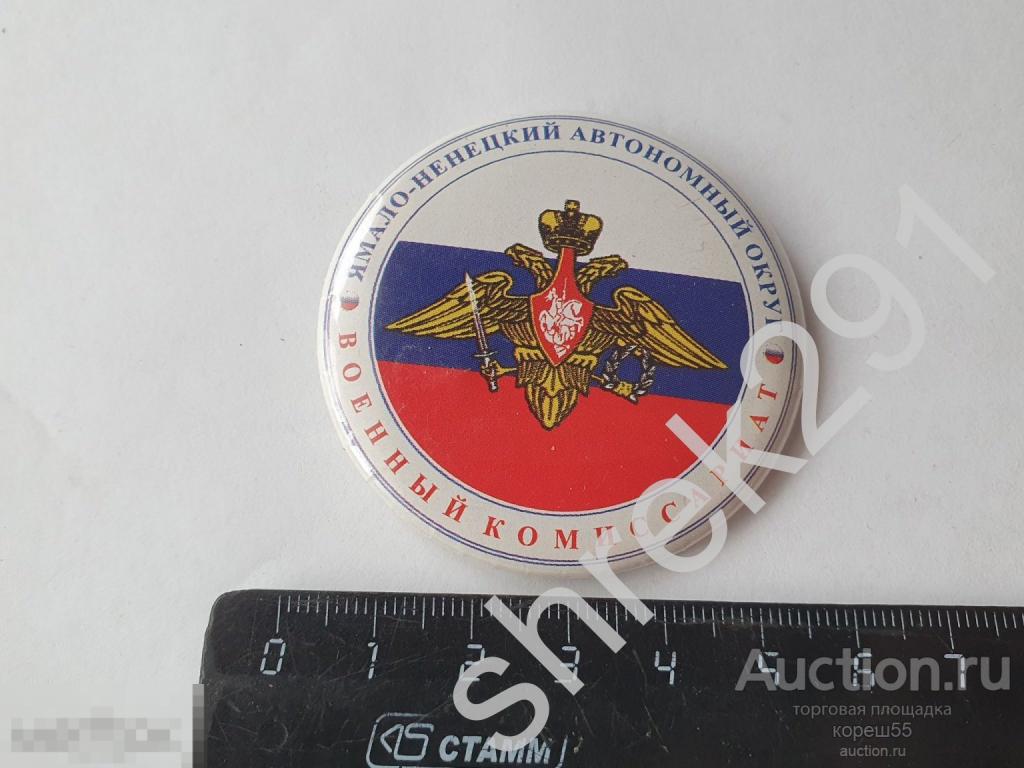 ЯМАЛО-НЕНЕЦКИЙ АВТОНОМНЫЙ ОКРУГ
ВОЕННЫЙ КОМИССАРИАТ
shrek291
0 1 2 3 4 5 6 7
СТАММ
Auction.ru
торговая площадка
кореш55
auction.ru